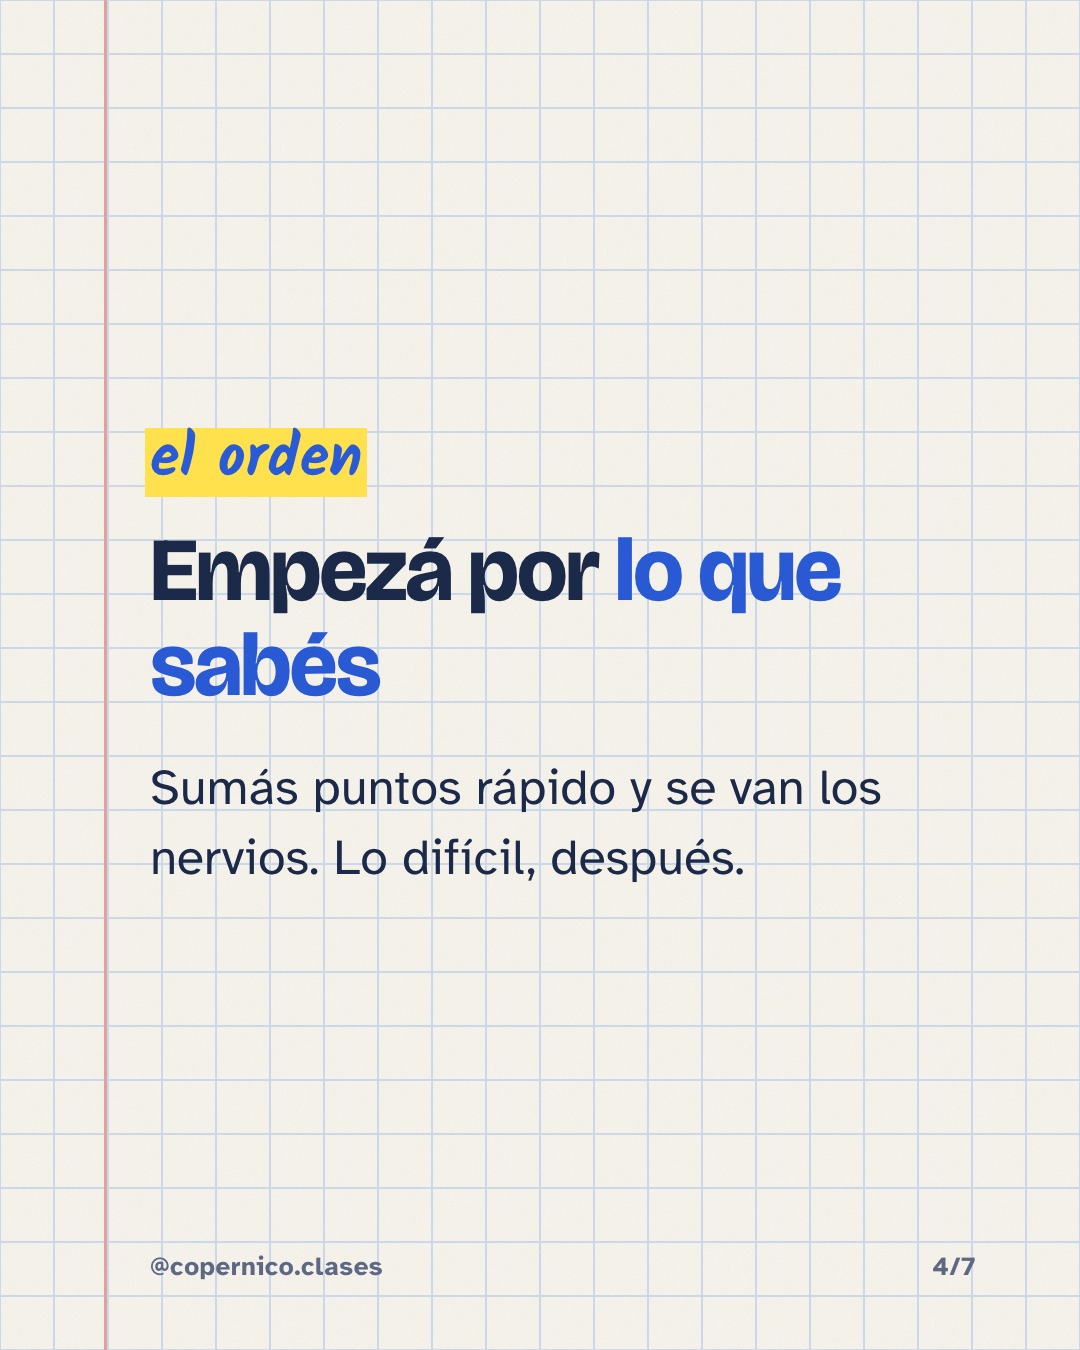 el orden
Empezá por lo que
sabés
Sumás puntos rápido y se van los
nervios. Lo difícil, después.
@copernico.clases
4/7